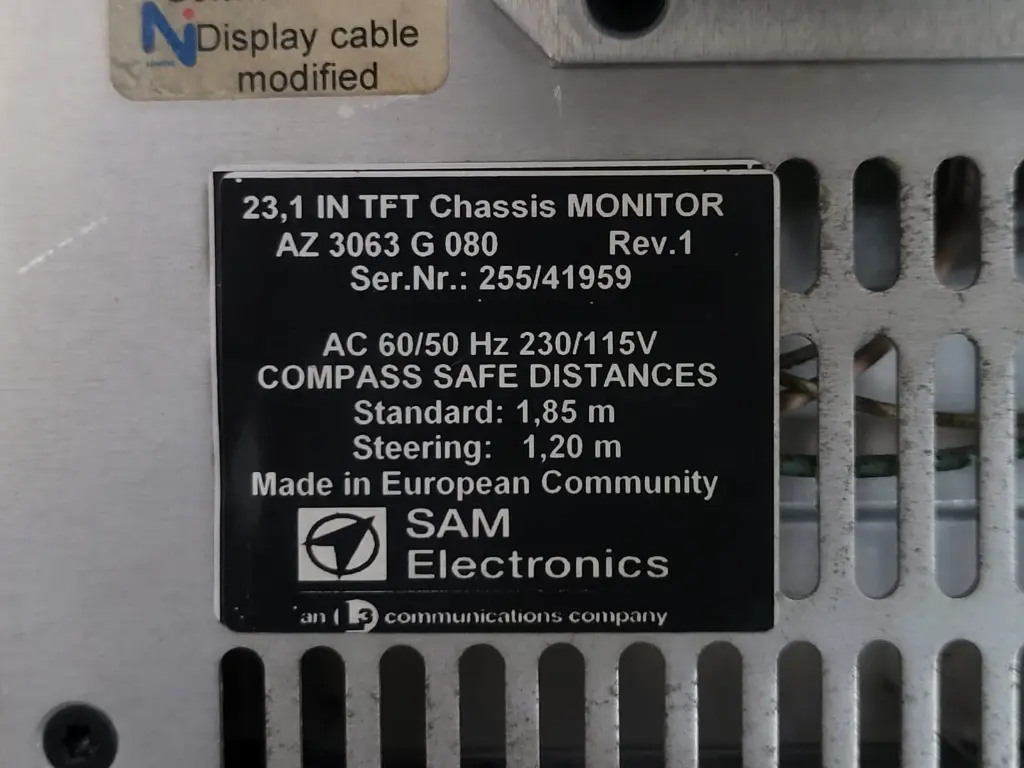 Display cable
modified
23,1 IN TFT Chassis MONITOR
AZ 3063 G 080 Rev.1
Ser.Nr.: 255/41959
AC 60/50 Hz 230/115V
COMPASS SAFE DISTANCES
Standard: 1,85 m
Steering: 1,20 m
Made in European Community
SAM
Electronics
an L3 communications company